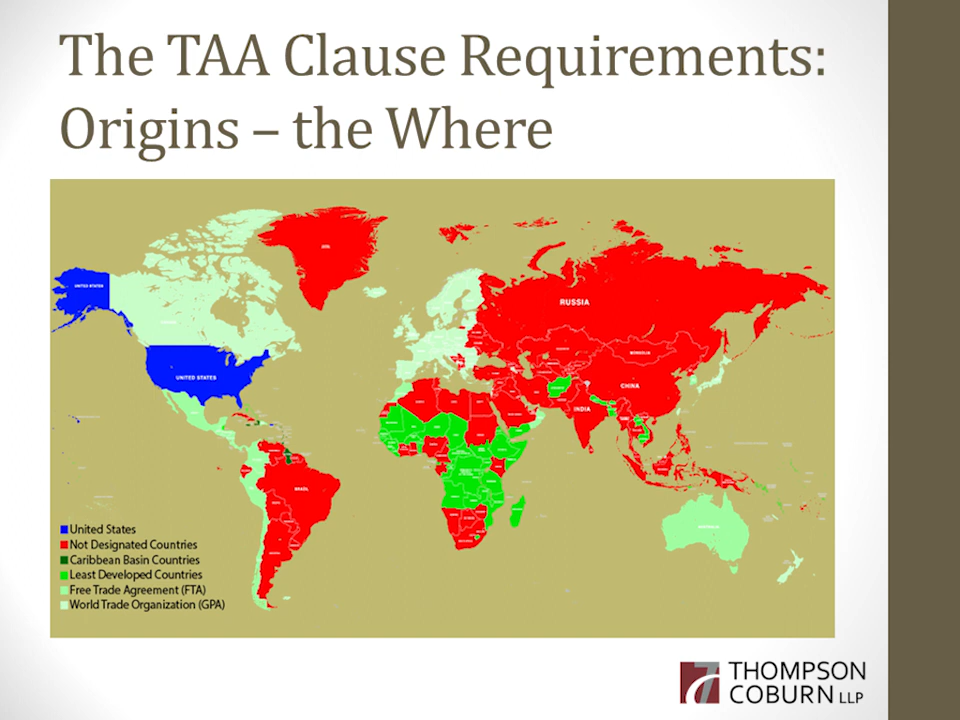 The TAA Clause Requirements:
Origins – the Where
UNITED STATES
RUSSIA
MONGOLIA
CHINA
UNITED STATES
INDIA
BRAZIL
United States
Not Designated Countries
Caribbean Basin Countries
Least Developed Countries
Free Trade Agreement (FTA)
World Trade Organization (GPA)
THOMPSON
COBURN LLP